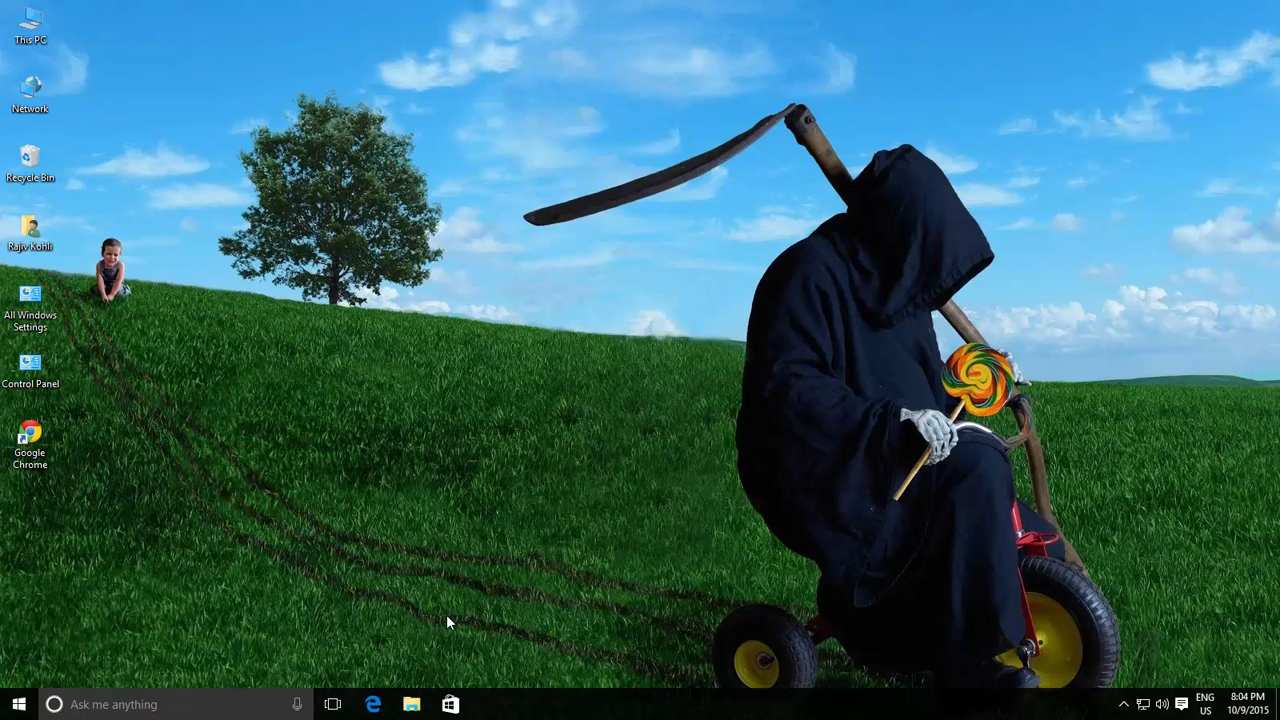 This PC
Network
Recycle Bin
Rajiv Kohli
All Windows
Settings
Control Panel
Google
Chrome
Ask me anything
ENG
US
8:04 PM
10/9/2015